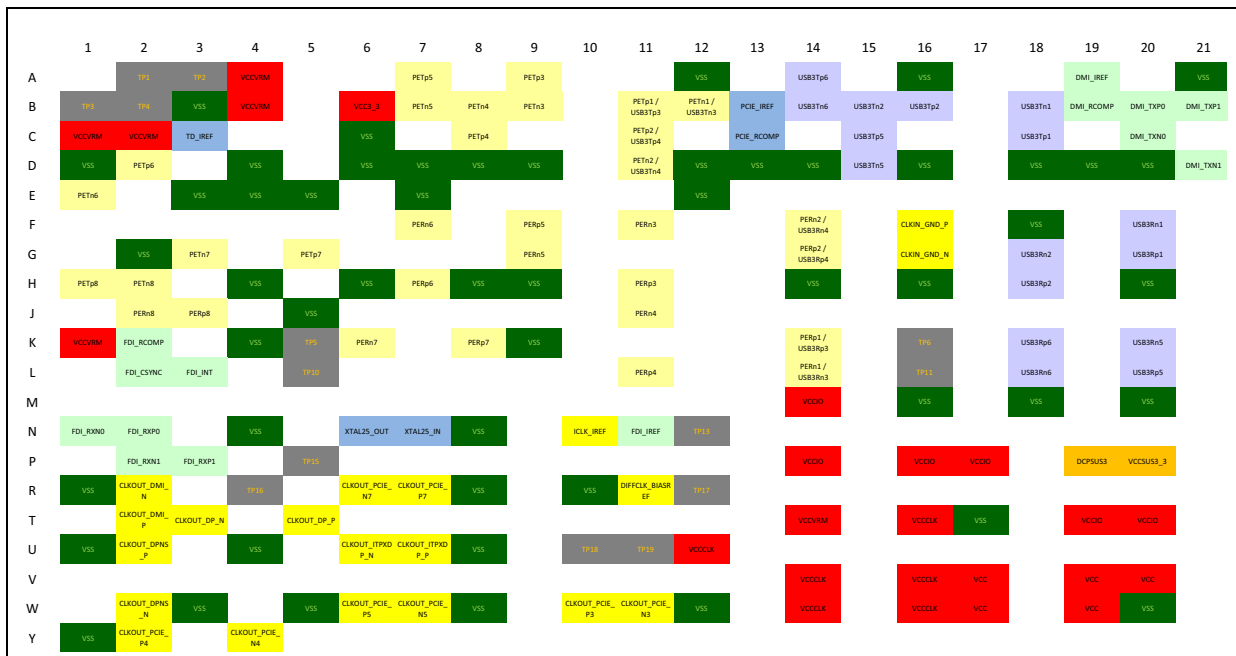 1 2 3 4 5 6 7 8 9 10 11 12 13 14 15 16 17 18 19 20 21
A TP1 TP2 VCCVRM PETp5 PETp3 VSS USB3Tp6 VSS DMI_IREF VSS
B TP3 TP4 VSS VCCVRM VCC3_3 PETn5 PETn4 PETn3 PETp1 / USB3Tp3 PETn1 / USB3Tn3 PCIE_IREF USB3Tn6 USB3Tn2 USB3Tp2 USB3Tn1 DMI_RCOMP DMI_TXP0 DMI_TXP1
C VCCVRM VCCVRM TD_IREF VSS PETp4 PETp2 / USB3Tp4 PCIE_RCOMP USB3Tp5 USB3Tp1 DMI_TXN0
D VSS PETp6 VSS VSS VSS VSS VSS PETn2 / USB3Tn4 VSS VSS VSS USB3Tn5 VSS VSS VSS VSS DMI_TXN1
E PETn6 VSS VSS VSS VSS VSS
F PERn6 PERp5 PERn3 PERn2 / USB3Rn4 CLKIN_GND_P VSS USB3Rn1
G VSS PETn7 PETp7 PERn5 PERp2 / USB3Rp4 CLKIN_GND_N USB3Rn2 USB3Rp1
H PETp8 PETn8 VSS VSS PERp6 VSS VSS PERp3 VSS VSS USB3Rp2 VSS
J PERn8 PERp8 VSS PERn4
K VCCVRM FDI_RCOMP VSS TP5 PERn7 PERp7 VSS PERp1 / USB3Rp3 TP6 USB3Rp6 USB3Rn5
L FDI_CSYNC FDI_INT TP10 PERp4 PERn1 / USB3Rn3 TP11 USB3Rn6 USB3Rp5
M VCCIO VSS VSS VSS
N FDI_RXN0 FDI_RXP0 VSS XTAL25_OUT XTAL25_IN VSS ICLK_IREF FDI_IREF TP13
P FDI_RXN1 FDI_RXP1 TP15 VCCIO VCCIO VCCIO DCPSUS3 VCCSUS3_3
R VSS CLKOUT_DMI_N TP16 CLKOUT_PCIE_N7 CLKOUT_PCIE_P7 VSS VSS DIFFCLK_BIASREF TP17
T CLKOUT_DMI_P CLKOUT_DP_N CLKOUT_DP_P VCCVRM VCCCLK VSS VCCIO VCCIO
U VSS CLKOUT_DPNS_P VSS CLKOUT_ITPXDP_N CLKOUT_ITPXDP_P VSS TP18 TP19 VCCCLK
V VCCCLK VCCCLK VCC VCC VCC
W CLKOUT_DPNS_N VSS VSS CLKOUT_PCIE_P5 CLKOUT_PCIE_N5 VSS CLKOUT_PCIE_P3 CLKOUT_PCIE_N3 VSS VCCCLK VCCCLK VCC VCC VSS
Y VSS CLKOUT_PCIE_P4 CLKOUT_PCIE_N4